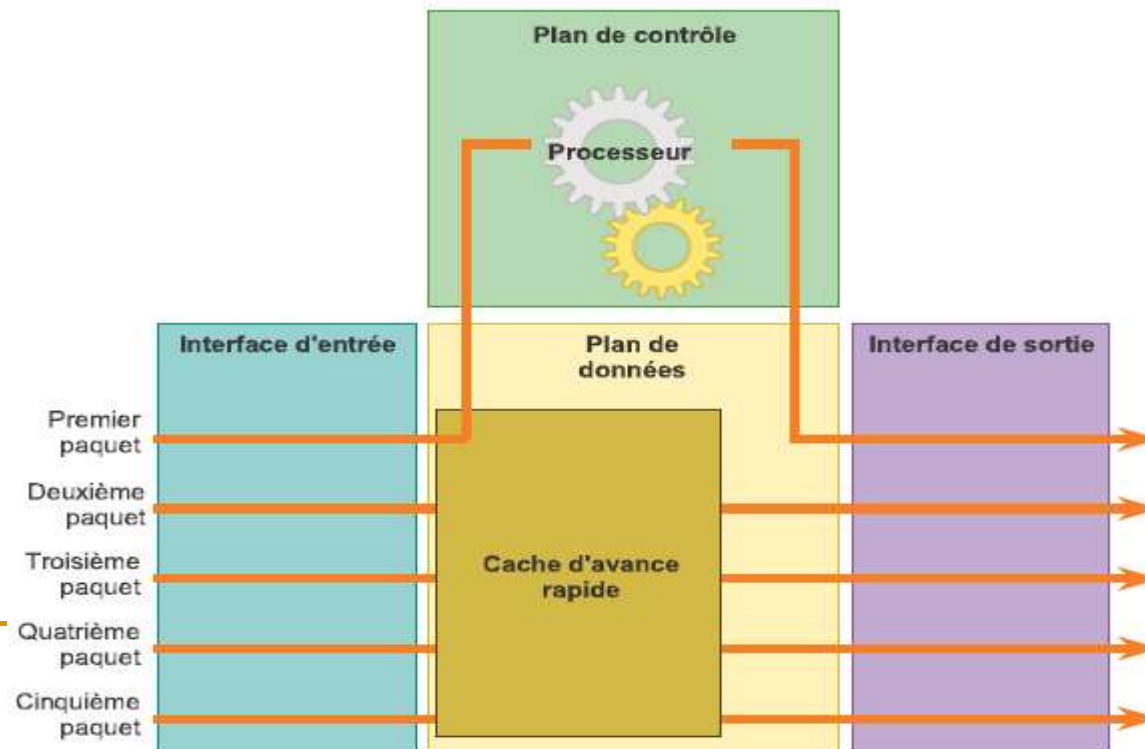 Plan de contrôle
Processeur
Interface d'entrée
Plan de
données
Interface de sortie
Premier
paquet
Deuxième
paquet
Troisième
paquet
Quatrième
paquet
Cinquième
paquet
Cache d'avance
rapide